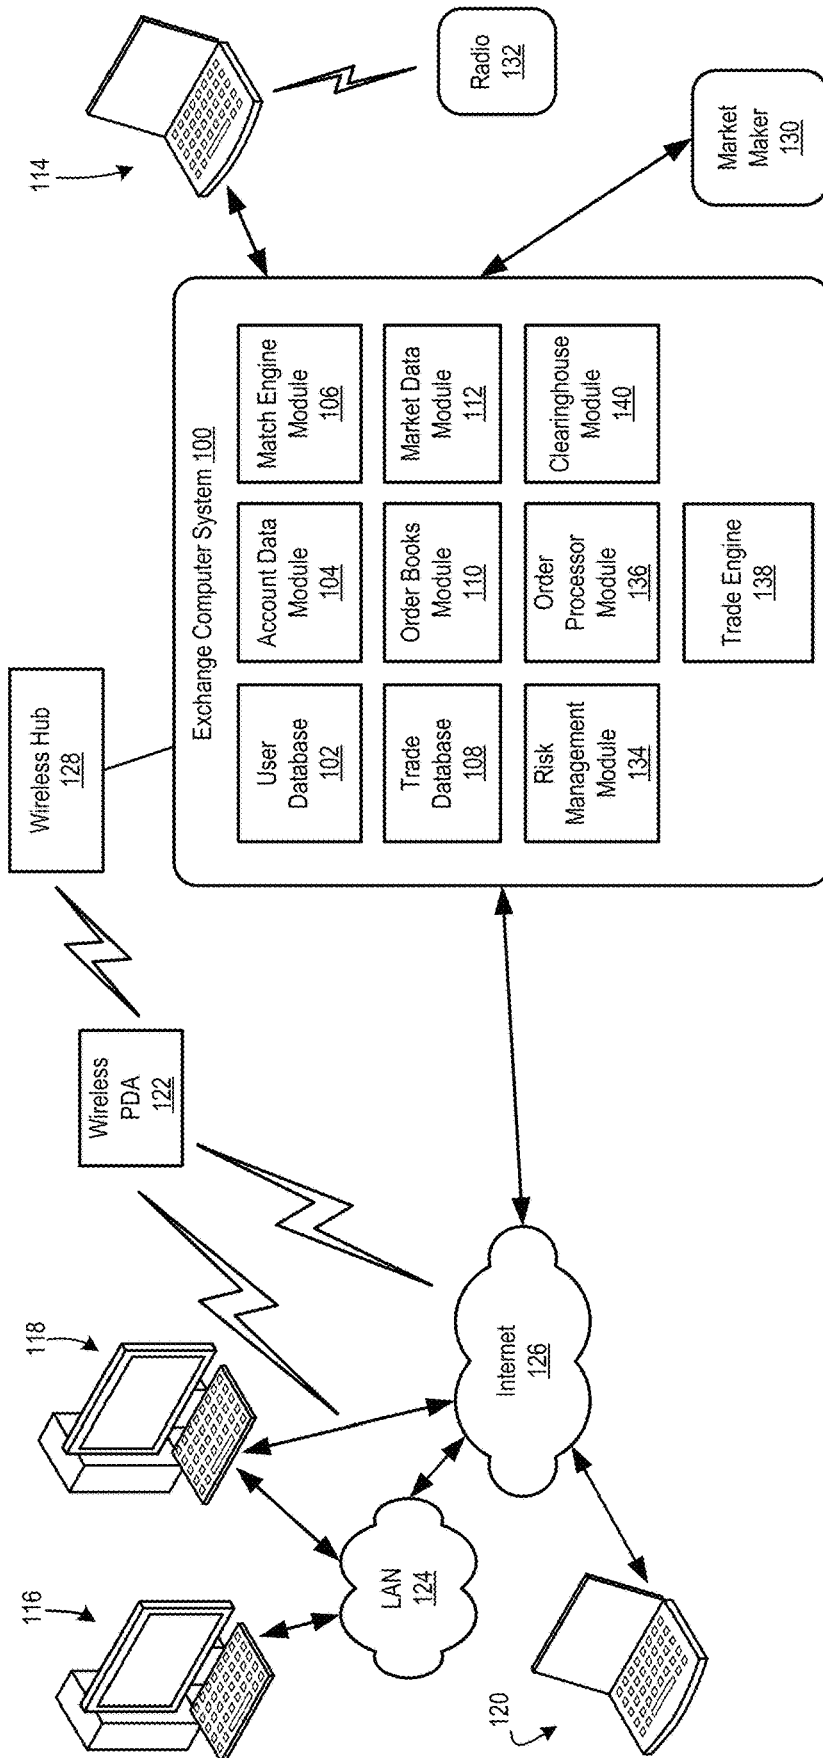 114
Radio
132
Market
Maker
130
Exchange Computer System 100
User
Database
102
Account Data
Module
104
Match Engine
Module
106
Trade
Database
108
Order Books
Module
110
Market Data
Module
112
Risk
Management
Module
134
Order
Processor
Module
136
Clearinghouse
Module
140
Trade Engine
138
Wireless Hub
128
Wireless
PDA
122
118
116
Internet
126
LAN
124
120